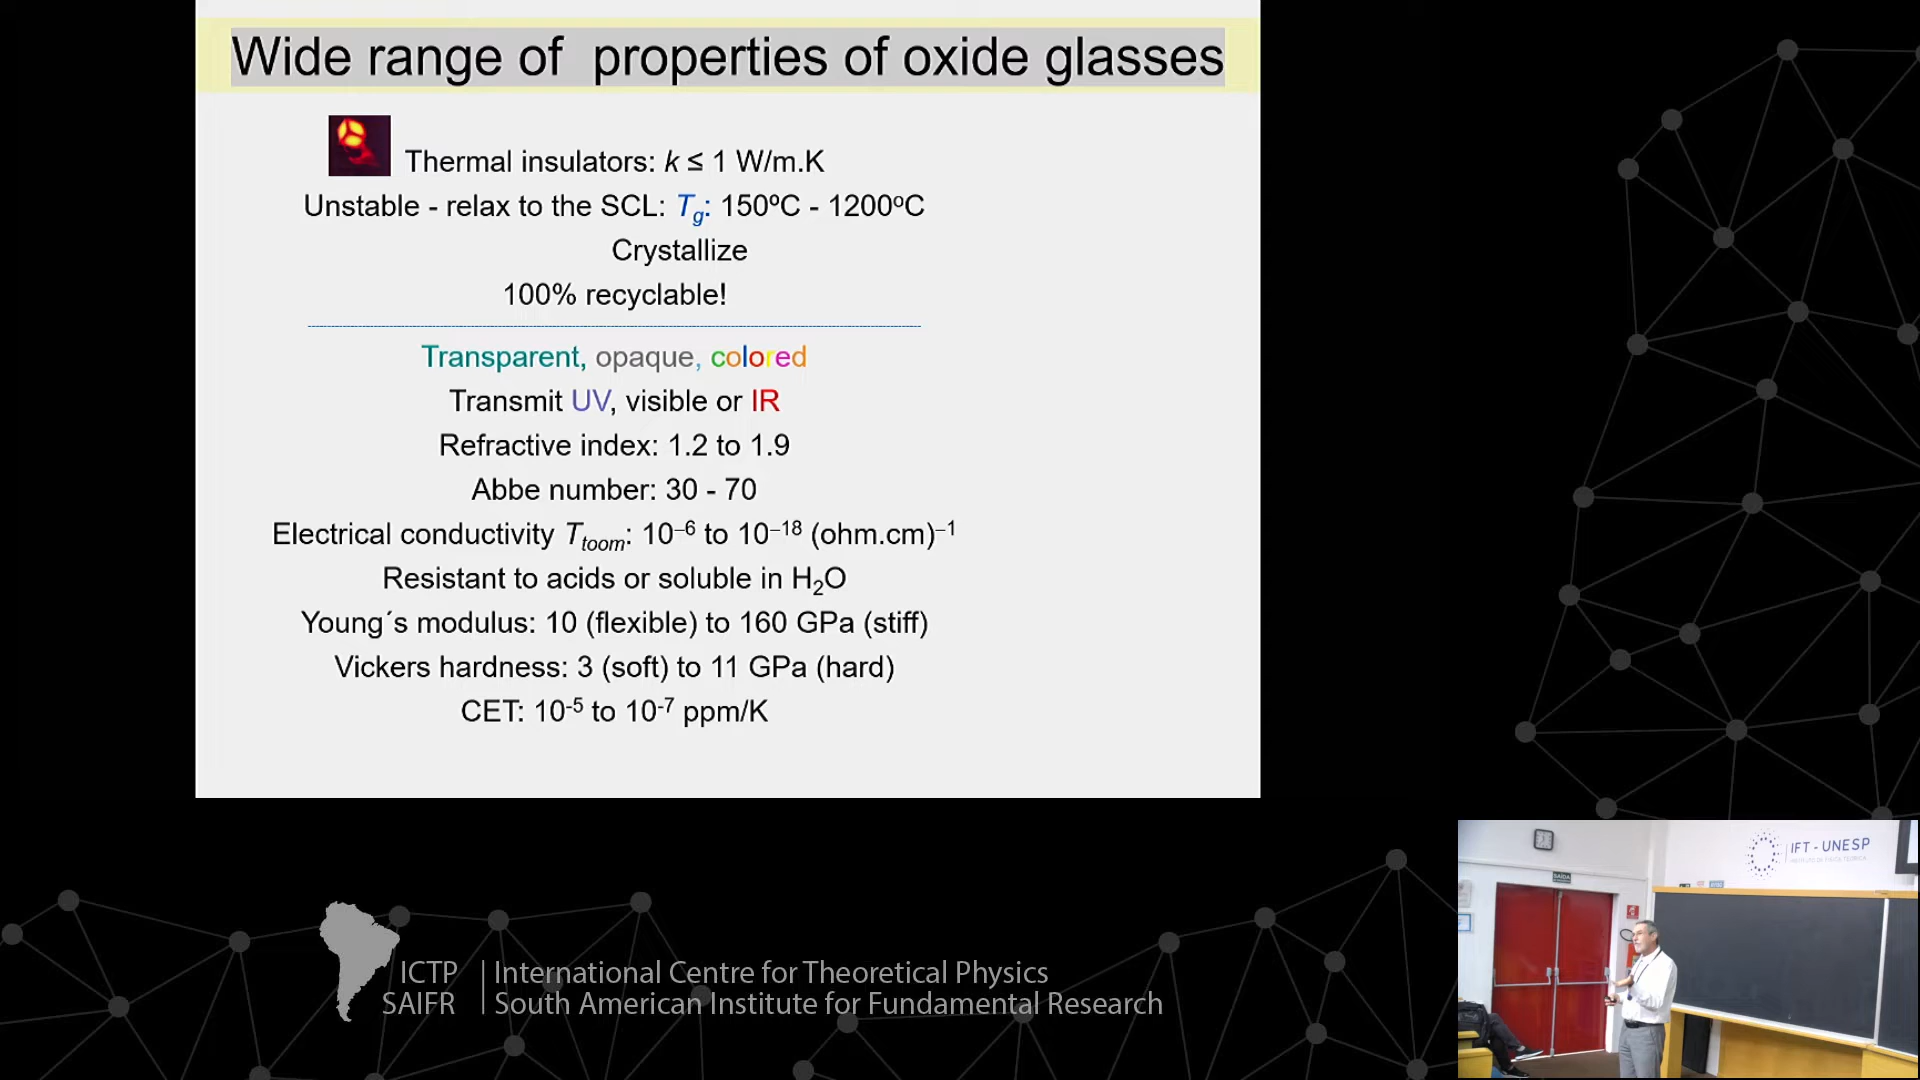 Wide range of properties of oxide glasses
Thermal insulators: k ≤ 1 W/m.K
Unstable - relax to the SCL: Tg: 150ºC - 1200ºC
Crystallize
100% recyclable!
Transparent, opaque, colored
Transmit UV, visible or IR
Refractive index: 1.2 to 1.9
Abbe number: 30 - 70
Electrical conductivity Ttoom: 10–6 to 10–18 (ohm.cm)–1
Resistant to acids or soluble in H2O
Young´s modulus: 10 (flexible) to 160 GPa (stiff)
Vickers hardness: 3 (soft) to 11 GPa (hard)
CET: 10-5 to 10-7 ppm/K
IFT - UNESP
INSTITUTO DE FÍSICA TEÓRICA
SAÍDA
ICTP
SAIFR
International Centre for Theoretical Physics
South American Institute for Fundamental Research